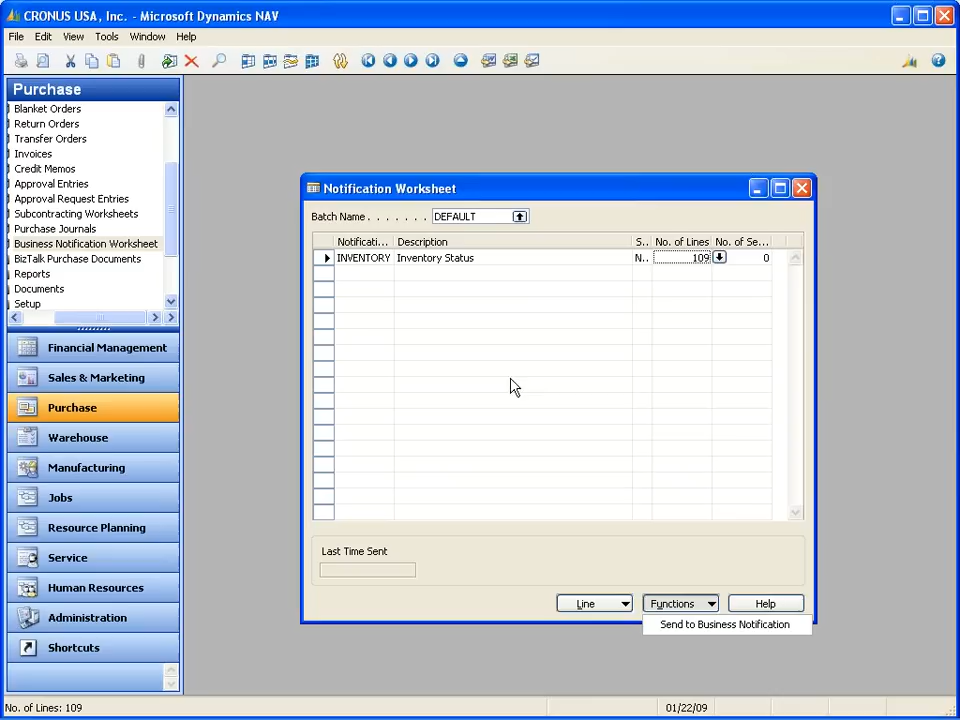 CRONUS USA, Inc. - Microsoft Dynamics NAV
File Edit View Tools Window Help
Purchase
Blanket Orders
Return Orders
Transfer Orders
Invoices
Credit Memos
Approval Entries
Approval Request Entries
Subcontracting Worksheets
Purchase Journals
Business Notification Worksheet
BizTalk Purchase Documents
Reports
Documents
Setup
Financial Management
Sales & Marketing
Purchase
Warehouse
Manufacturing
Jobs
Resource Planning
Service
Human Resources
Administration
Shortcuts
Notification Worksheet
Batch Name . . . . . . . DEFAULT
Notificati... Description S.. No. of Lines No. of Se...
INVENTORY Inventory Status N.. 109 0
Last Time Sent
Line Functions Help
Send to Business Notification
No. of Lines: 109 01/22/09